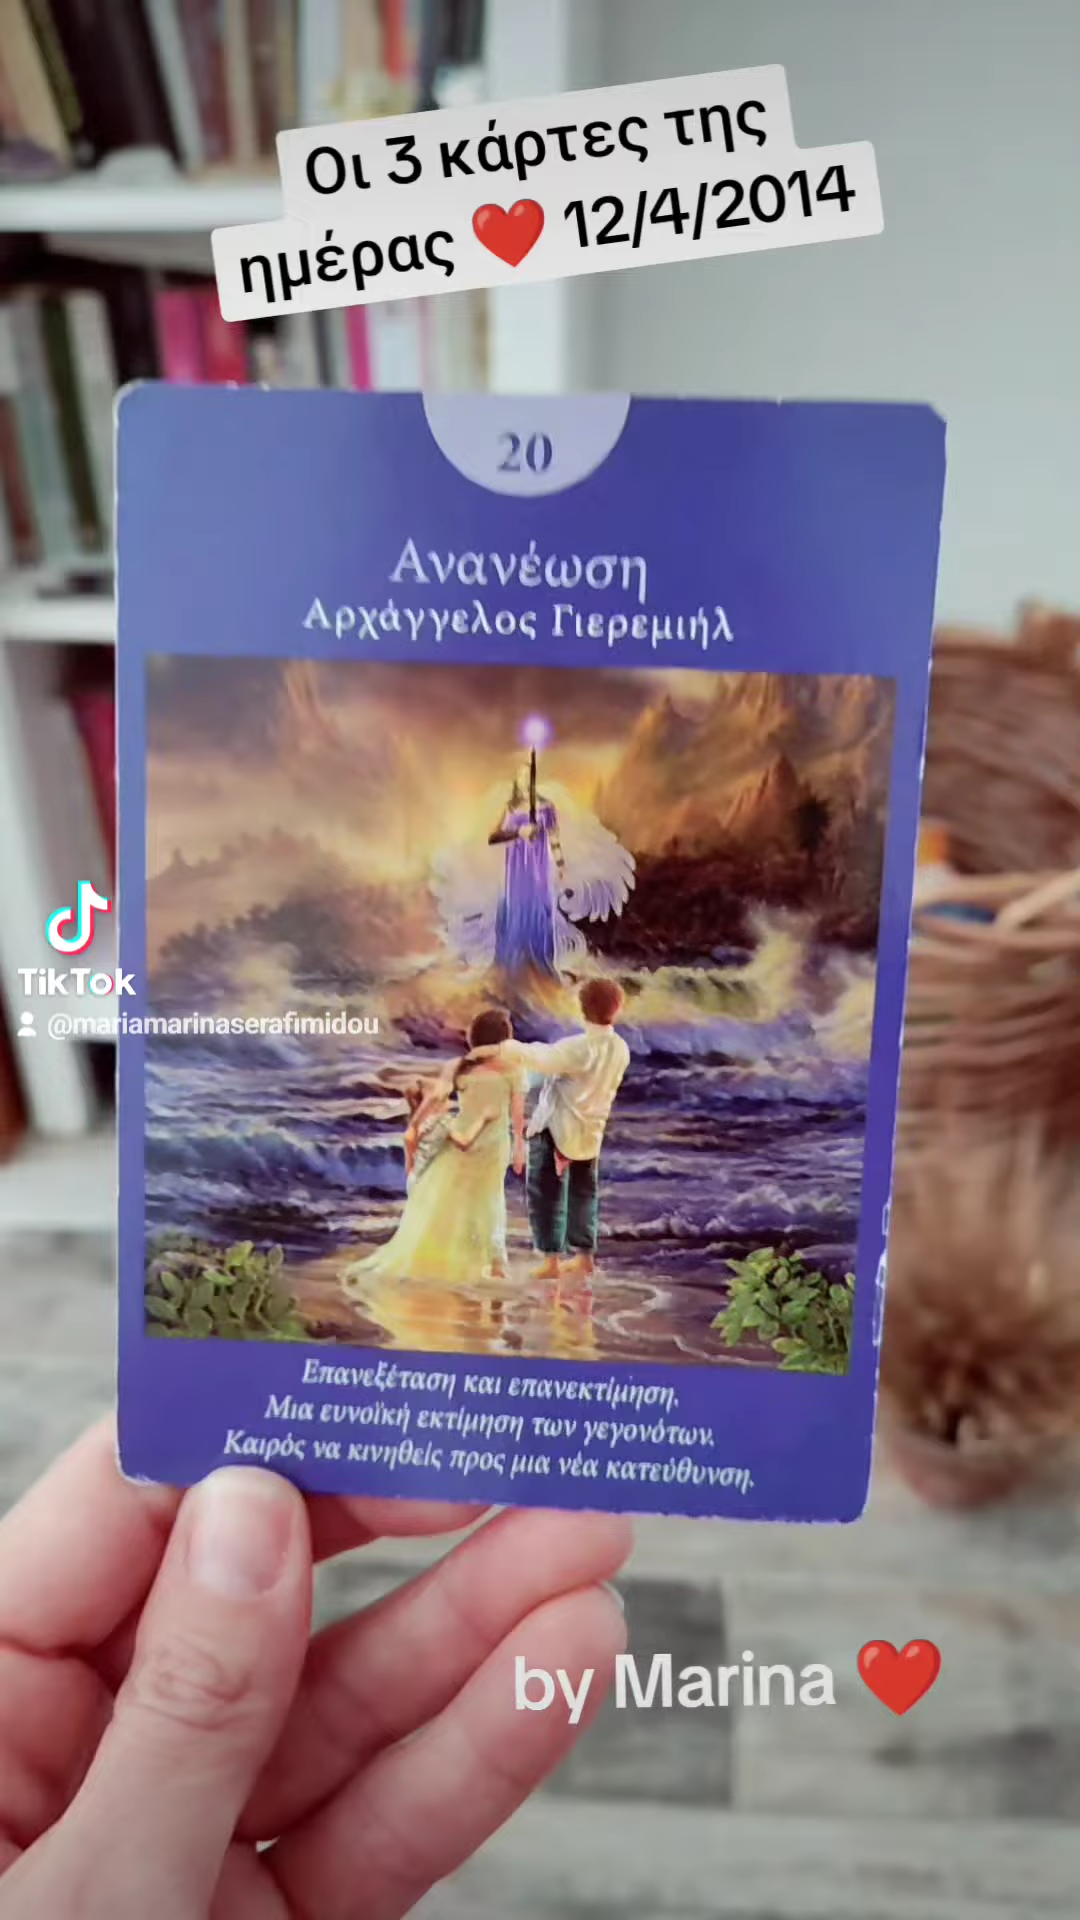 Οι 3 κάρτες της
ημέρας ❤️ 12/4/2014
20
Ανανέωση
Αρχάγγελος Γιερεμιήλ
TikTok
@mariamarinaserafimidou
Επανεξέταση και επανεκτίμηση.
Μια ευνοϊκή εκτίμηση των γεγονότων.
Καιρός να κινηθείς προς μια νέα κατεύθυνση.
by Marina ❤️